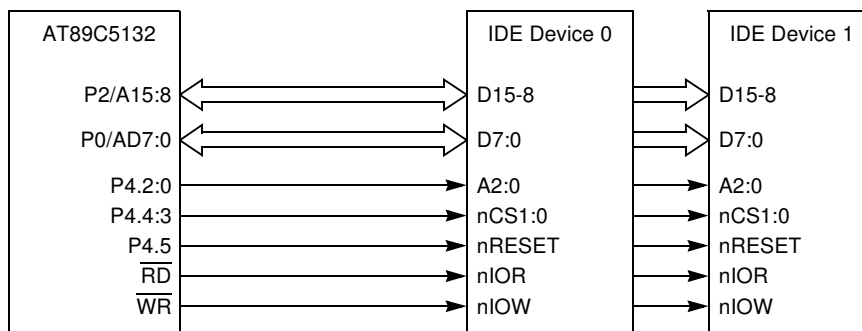 AT89C5132 IDE Device 0 IDE Device 1
P2/A15:8 D15-8 D15-8
P0/AD7:0 D7:0 D7:0
P4.2:0 A2:0 A2:0
P4.4:3 nCS1:0 nCS1:0
P4.5 nRESET nRESET
R̅D̅ nIOR nIOR
W̅R̅ nIOW nIOW